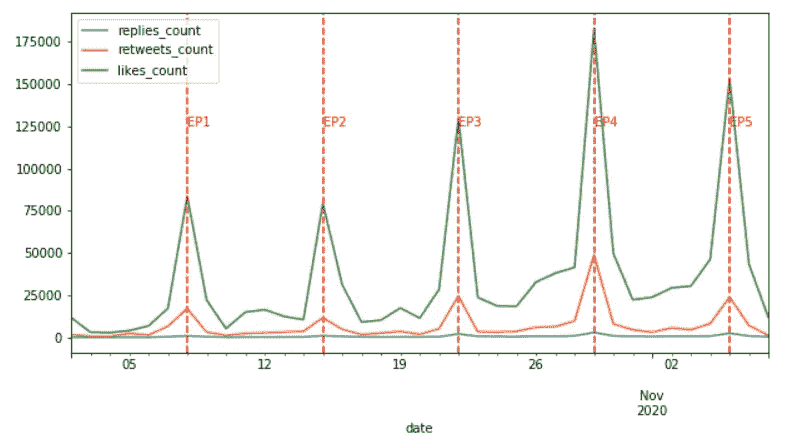 replies_count
retweets_count
likes_count
175000
150000
125000
100000
75000
50000
25000
0
EP1 EP2 EP3 EP4 EP5
05 12 19 26 02
Nov
2020
date